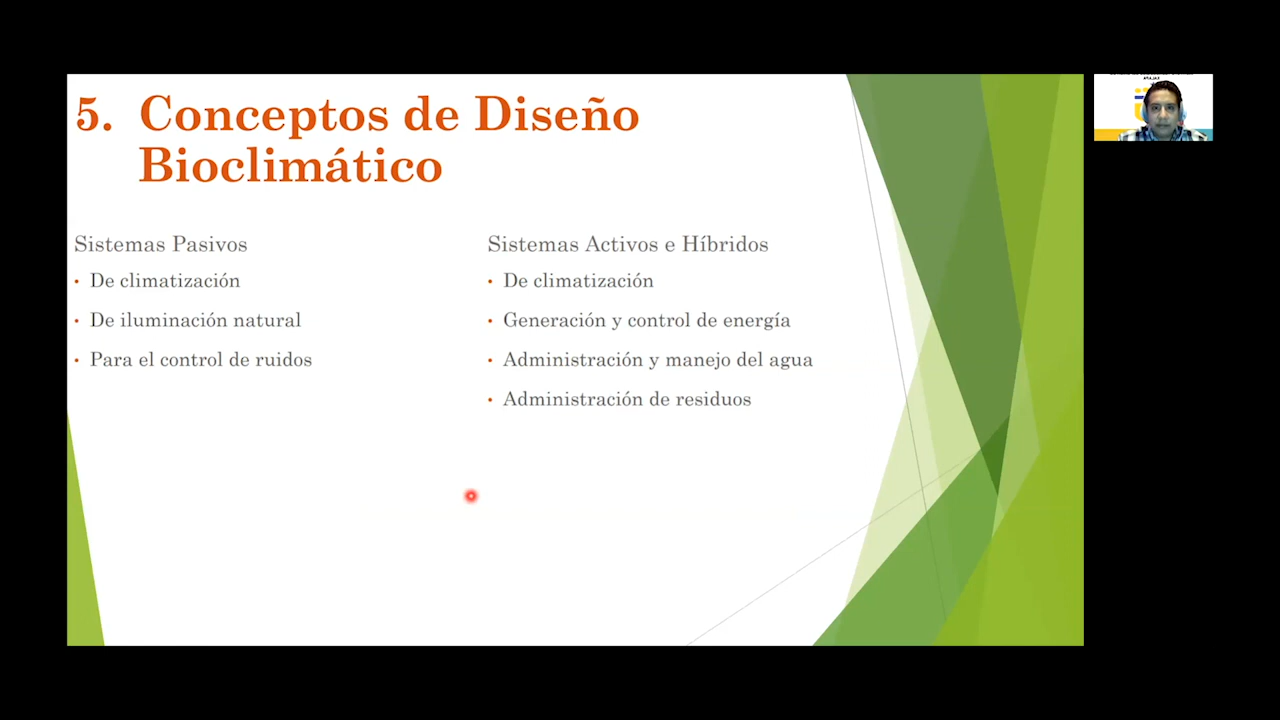 5. Conceptos de Diseño
Bioclimático
Sistemas Pasivos
• De climatización
• De iluminación natural
• Para el control de ruidos
Sistemas Activos e Híbridos
• De climatización
• Generación y control de energía
• Administración y manejo del agua
• Administración de residuos